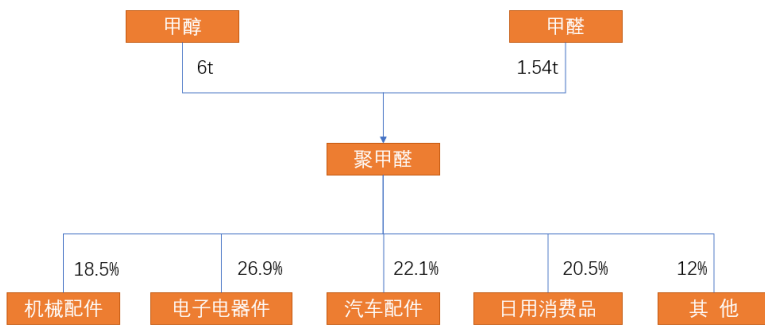 甲醇 甲醛
6t 1.54t
聚甲醛
18.5% 26.9% 22.1% 20.5% 12%
机械配件 电子电器件 汽车配件 日用消费品 其 他